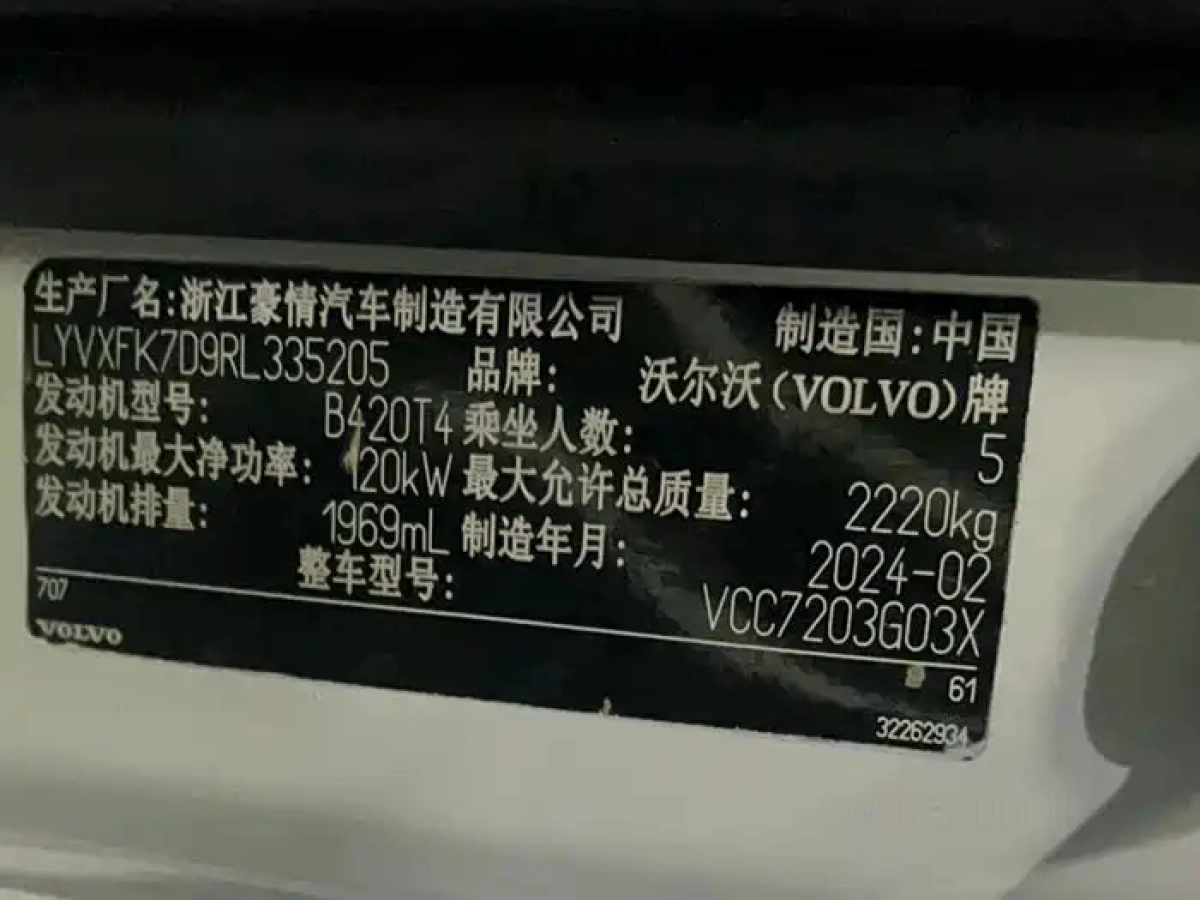 生产厂名:浙江豪情汽车制造有限公司 制造国:中国
LYVXFK7D9RL335205 品牌: 沃尔沃(VOLVO)牌
发动机型号: B420T4 乘坐人数: 5
发动机最大净功率: 120kW 最大允许总质量: 2220kg
发动机排量: 1969mL 制造年月: 2024-02
整车型号: VCC7203G03X
707 61
VOLVO 32262934